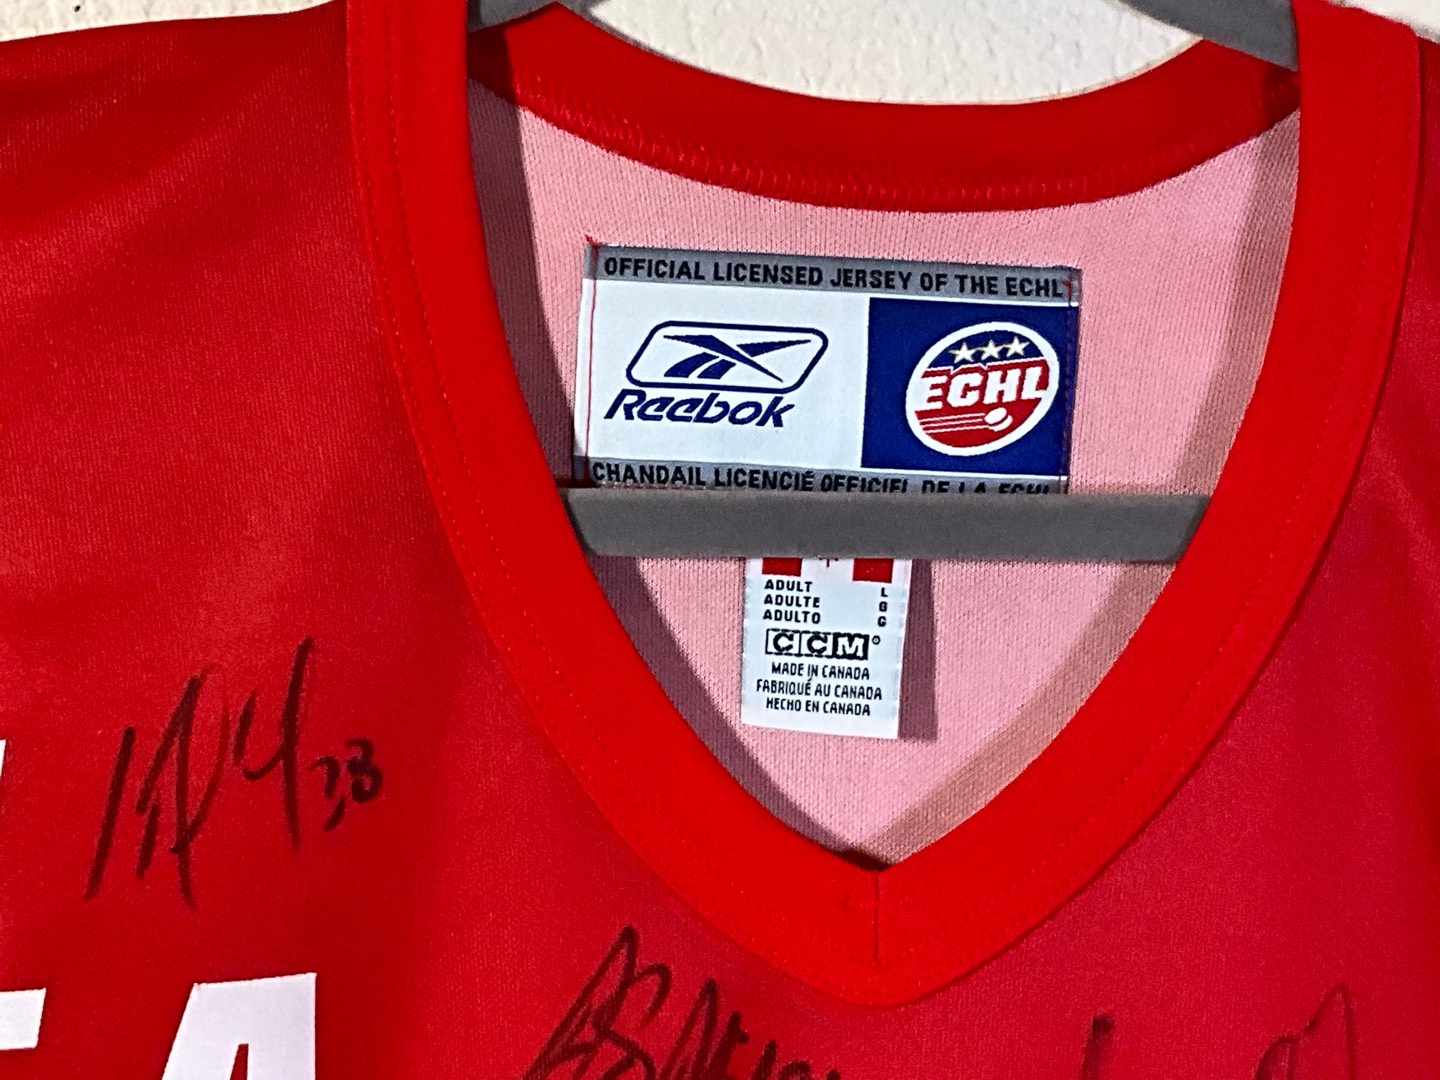 OFFICIAL LICENSED JERSEY OF THE ECHL
Reebok
ECHL
CHANDAIL LICENCIÉ OFFICIEL DE LA ECHL
ADULT L
ADULTE G
ADULTO G
CCM
MADE IN CANADA
FABRIQUÉ AU CANADA
HECHO EN CANADA
38
A